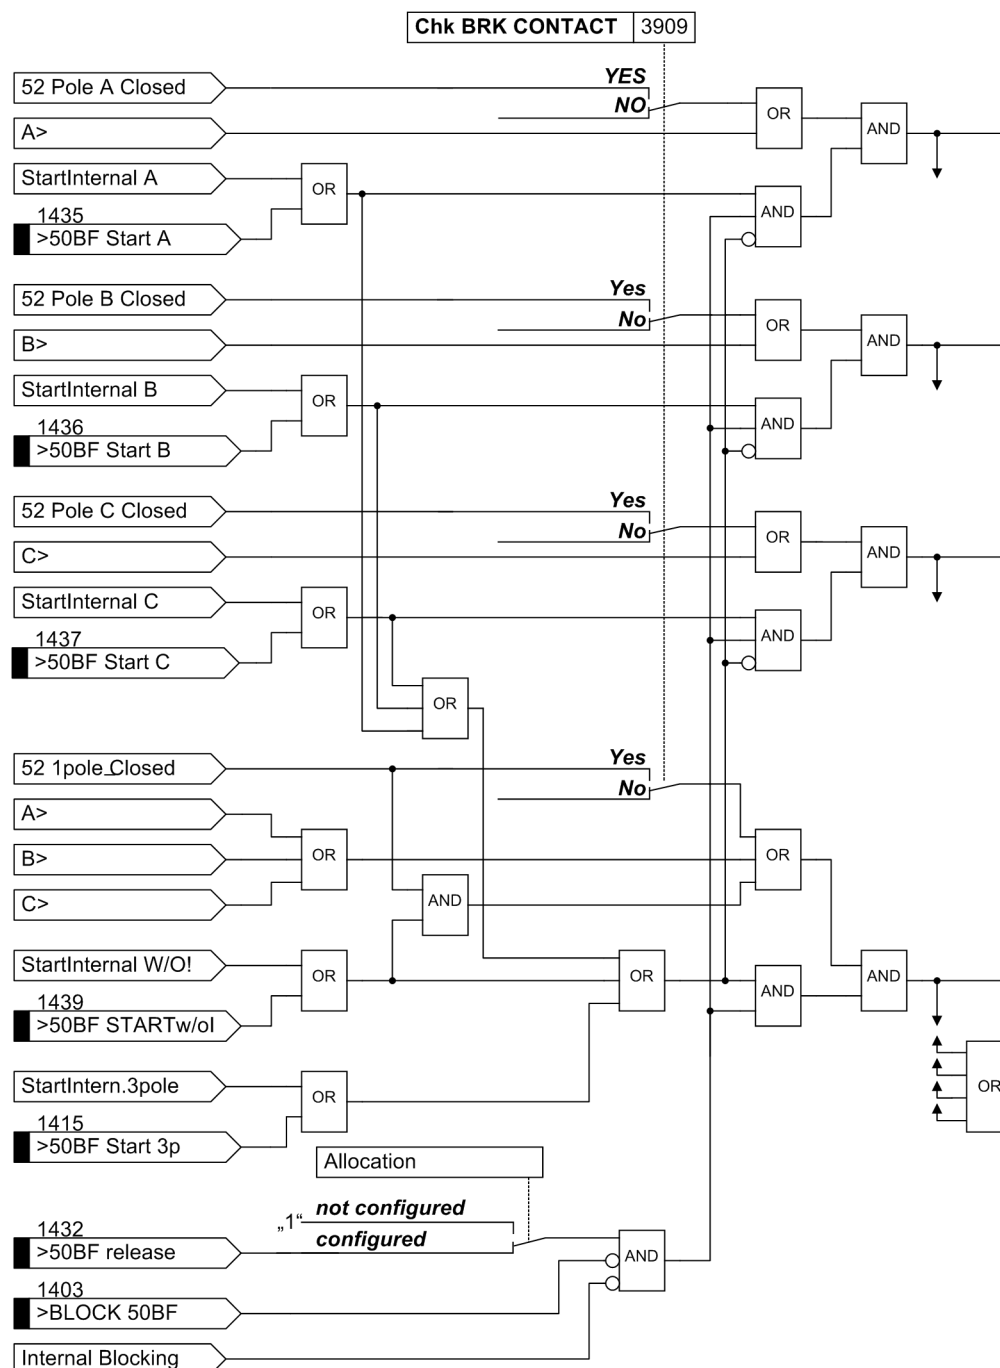 Chk BRK CONTACT 3909
52 Pole A Closed
YES
NO
A>
OR
AND
StartInternal A
OR
1435
>50BF Start A
AND
52 Pole B Closed
Yes
No
B>
OR
AND
StartInternal B
OR
1436
>50BF Start B
AND
52 Pole C Closed
Yes
No
C>
OR
AND
StartInternal C
OR
1437
>50BF Start C
AND
OR
52 1pole_Closed
Yes
No
A>
B>
OR
OR
C>
AND
StartInternal W/O!
OR
OR
AND
AND
1439
>50BF STARTw/oI
StartIntern.3pole
OR
OR
1415
>50BF Start 3p
Allocation
„1“ not configured
configured
1432
>50BF release
AND
1403
>BLOCK 50BF
Internal Blocking